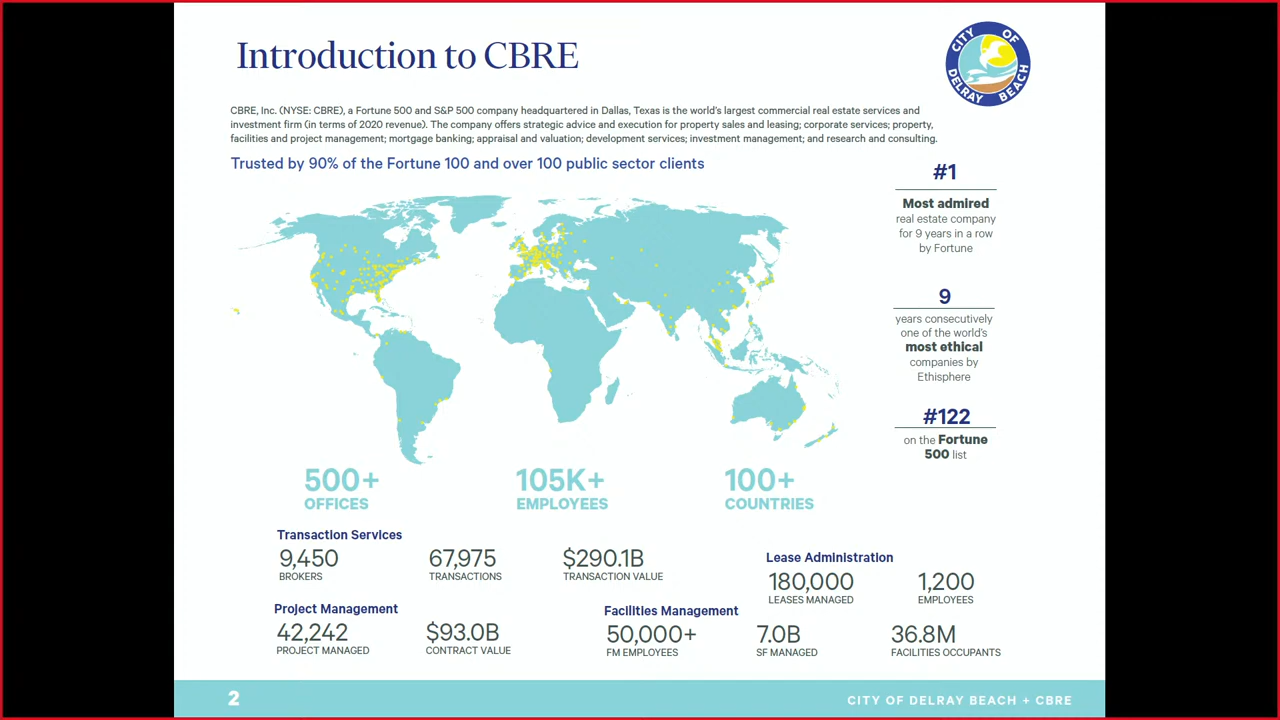 Introduction to CBRE
CITY OF
DELRAY BEACH
CBRE, Inc. (NYSE: CBRE), a Fortune 500 and S&P 500 company headquartered in Dallas, Texas is the world's largest commercial real estate services and
investment firm (in terms of 2020 revenue). The company offers strategic advice and execution for property sales and leasing; corporate services; property,
facilities and project management; mortgage banking; appraisal and valuation; development services; investment management; and research and consulting.
Trusted by 90% of the Fortune 100 and over 100 public sector clients
#1
Most admired
real estate company
for 9 years in a row
by Fortune
9
years consecutively
one of the world's
most ethical
companies by
Ethisphere
#122
on the Fortune
500 list
500+
OFFICES
105K+
EMPLOYEES
100+
COUNTRIES
Transaction Services
9,450
BROKERS
67,975
TRANSACTIONS
$290.1B
TRANSACTION VALUE
Lease Administration
180,000
LEASES MANAGED
1,200
EMPLOYEES
Project Management
42,242
PROJECT MANAGED
$93.0B
CONTRACT VALUE
Facilities Management
50,000+
FM EMPLOYEES
7.0B
SF MANAGED
36.8M
FACILITIES OCCUPANTS
2
CITY OF DELRAY BEACH + CBRE